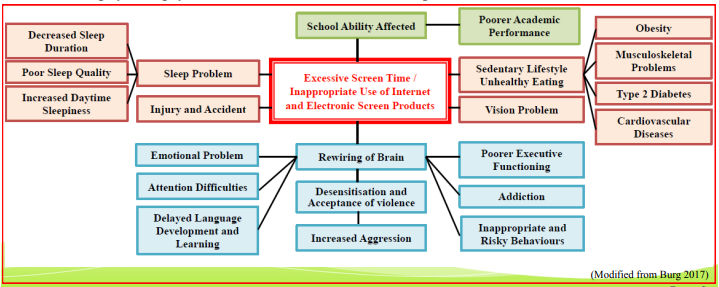 School Ability Affected
Poorer Academic
Performance
Decreased Sleep
Duration
Poor Sleep Quality
Increased Daytime
Sleepiness
Sleep Problem
Injury and Accident
Excessive Screen Time /
Inappropriate Use of Internet
and Electronic Screen Products
Sedentary Lifestyle
Unhealthy Eating
Vision Problem
Obesity
Musculoskeletal
Problems
Type 2 Diabetes
Cardiovascular
Diseases
Emotional Problem
Attention Difficulties
Delayed Language
Development and
Learning
Rewiring of Brain
Desensitisation and
Acceptance of violence
Increased Aggression
Poorer Executive
Functioning
Addiction
Inappropriate and
Risky Behaviours
(Modified from Burg 2017)